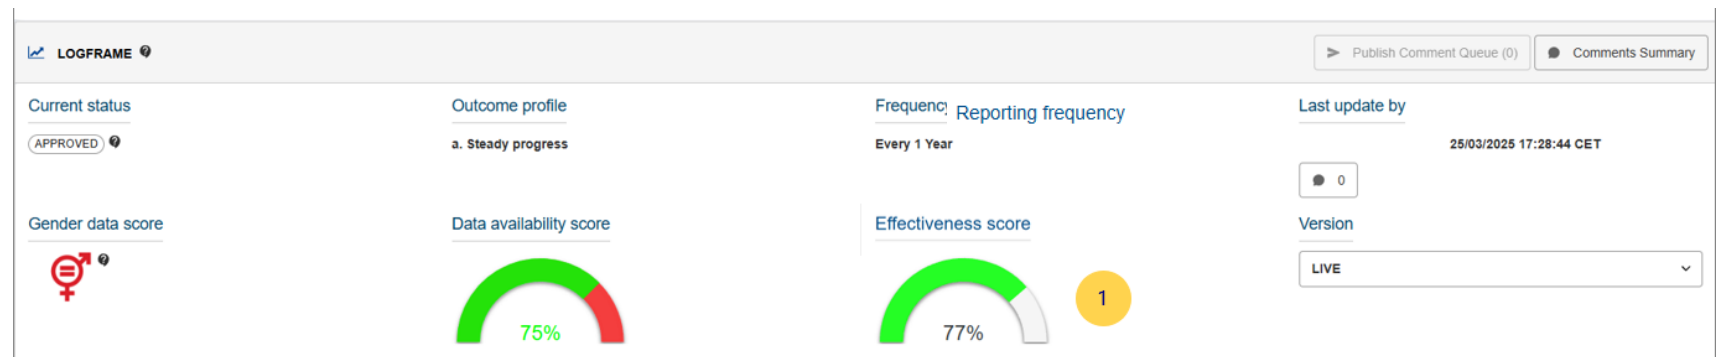 LOGFRAME
Publish Comment Queue (0)
Comments Summary
Current status
Outcome profile
Frequency
Reporting frequency
Last update by
APPROVED
a. Steady progress
Every 1 Year
25/03/2025 17:28:44 CET
0
Gender data score
Data availability score
Effectiveness score
Version
LIVE
1
75%
77%